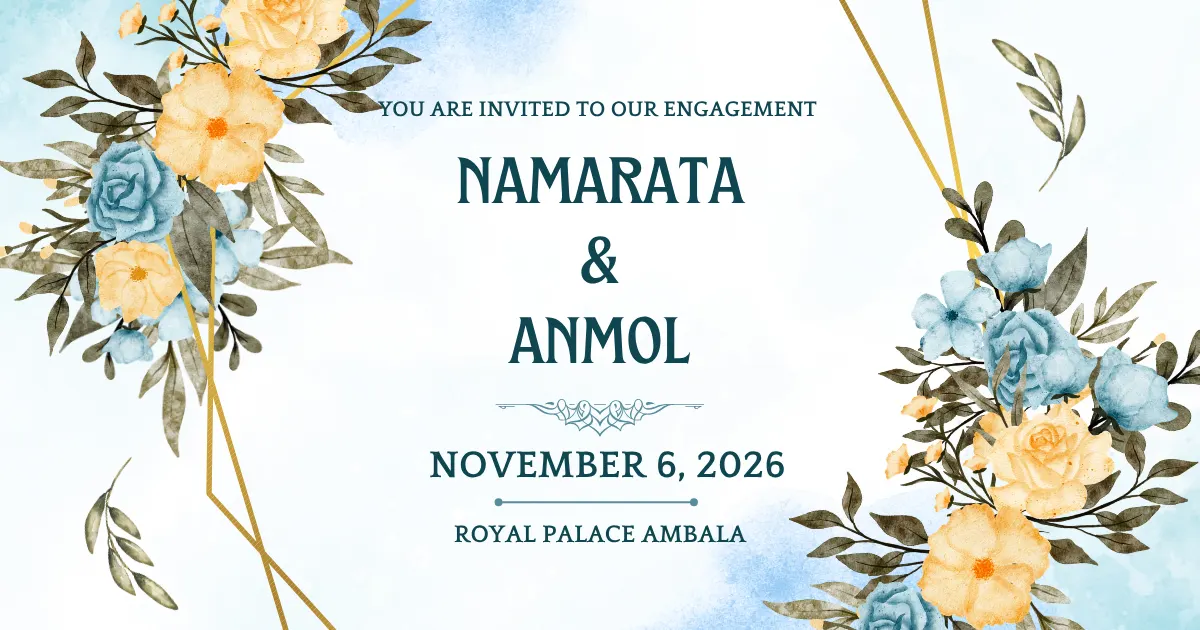 YOU ARE INVITED TO OUR ENGAGEMENT
NAMARATA
&
ANMOL
NOVEMBER 6, 2026
ROYAL PALACE AMBALA